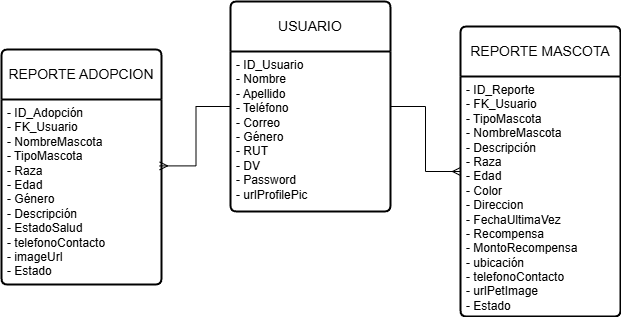 REPORTE ADOPCION
- ID_Adopción
- FK_Usuario
- NombreMascota
- TipoMascota
- Raza
- Edad
- Género
- Descripción
- EstadoSalud
- telefonoContacto
- imageUrl
- Estado
USUARIO
- ID_Usuario
- Nombre
- Apellido
- Teléfono
- Correo
- Género
- RUT
- DV
- Password
- urlProfilePic
REPORTE MASCOTA
- ID_Reporte
- FK_Usuario
- TipoMascota
- NombreMascota
- Descripción
- Raza
- Edad
- Color
- Direccion
- FechaUltimaVez
- Recompensa
- MontoRecompensa
- ubicación
- telefonoContacto
- urlPetImage
- Estado